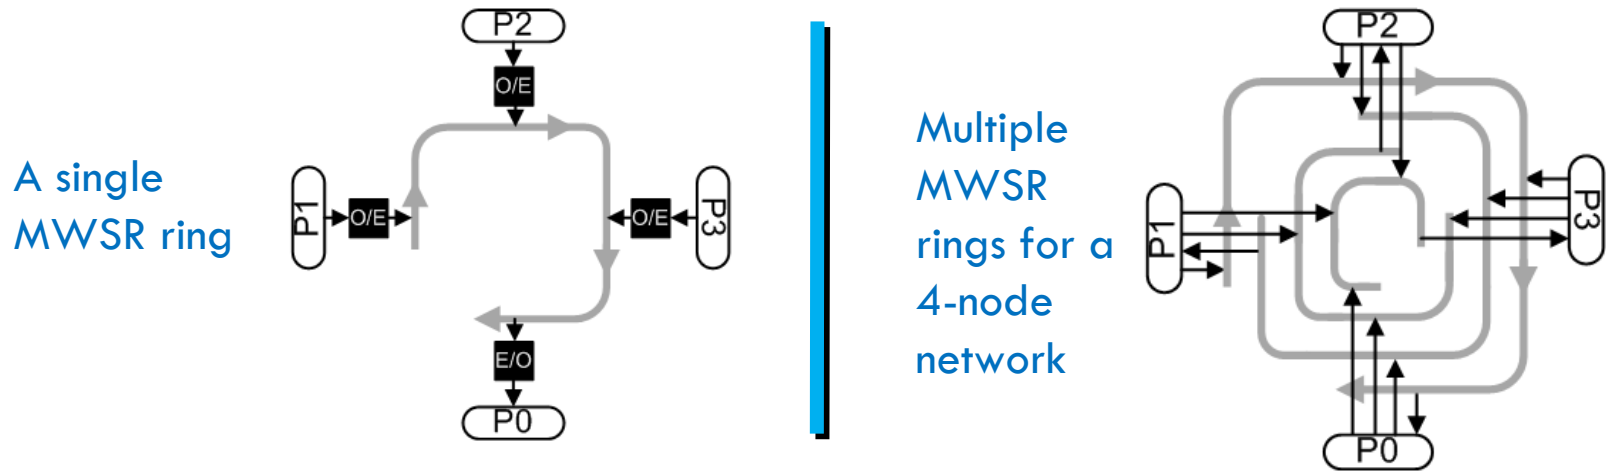 A single
MWSR ring
P2
O/E
P1
O/E
O/E
P3
E/O
P0
Multiple
MWSR
rings for a
4-node
network
P2
P1
P3
P0